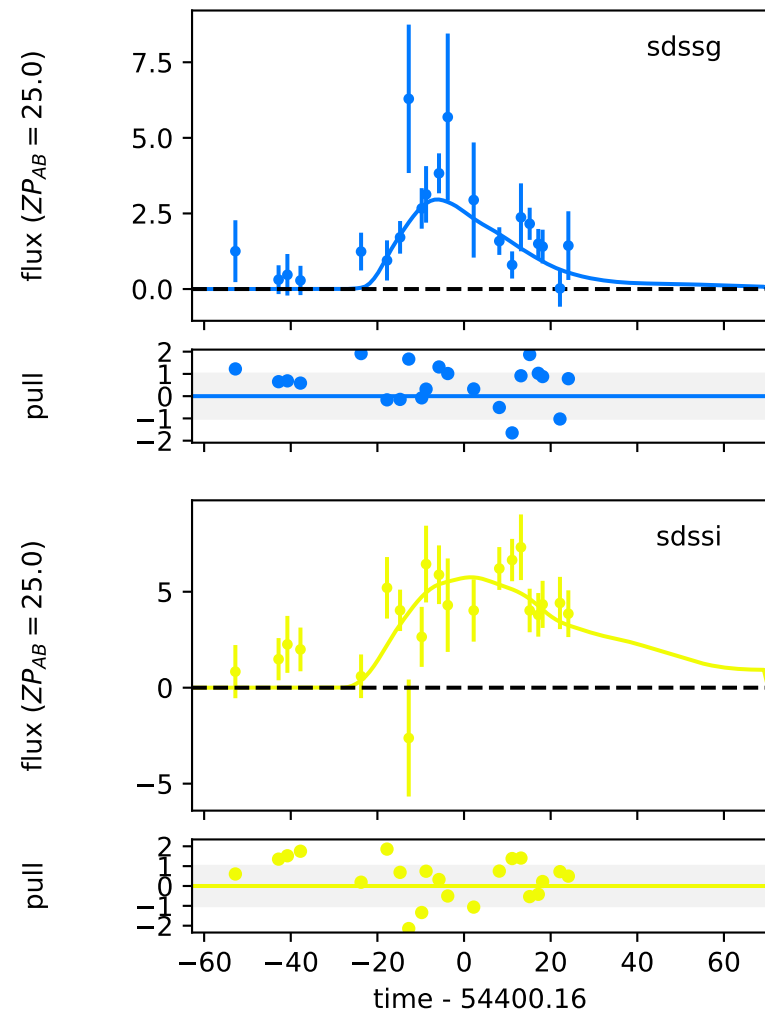 sdssg
flux (ZP_AB = 25.0)
7.5
5.0
2.5
0.0
pull
2
1
0
−1
−2
sdssi
flux (ZP_AB = 25.0)
5
0
−5
pull
2
1
0
−1
−2
−60 −40 −20 0 20 40 60
time - 54400.16